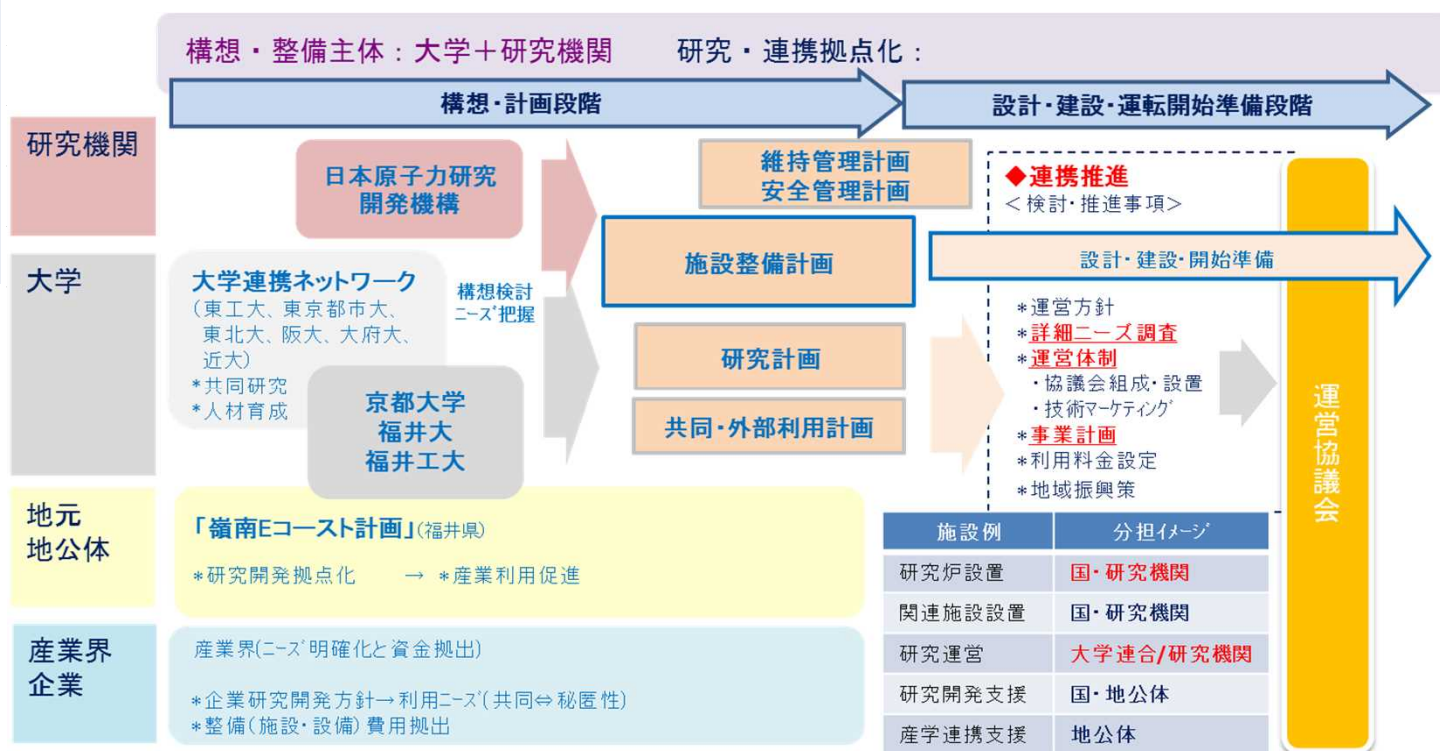 構想・整備主体：大学＋研究機関　　研究・連携拠点化：
構想・計画段階
設計・建設・運転開始準備段階
研究機関
日本原子力研究
開発機構
維持管理計画
安全管理計画
◆連携推進
＜検討・推進事項＞
施設整備計画
設計・建設・開始準備
大学
大学連携ネットワーク
（東工大、東京都市大、
東北大、阪大、大府大、
近大）
*共同研究
*人材育成
構想検討
ニーズ把握
京都大学
福井大
福井工大
研究計画
共同・外部利用計画
*運営方針
*詳細ニーズ調査
*運営体制
・協議会組成・設置
・技術マーケティング
*事業計画
*利用料金設定
*地域振興策
運営協議会
地元
地公体
「嶺南Eコースト計画」(福井県)
*研究開発拠点化　→ *産業利用促進
産業界
企業
産業界(ニーズ明確化と資金拠出)
*企業研究開発方針→利用ニーズ(共同⇔秘匿性)
*整備(施設・設備)費用拠出
施設例　分担イメージ
研究炉設置　国・研究機関
関連施設設置　国・研究機関
研究運営　大学連合/研究機関
研究開発支援　国・地公体
産学連携支援　地公体